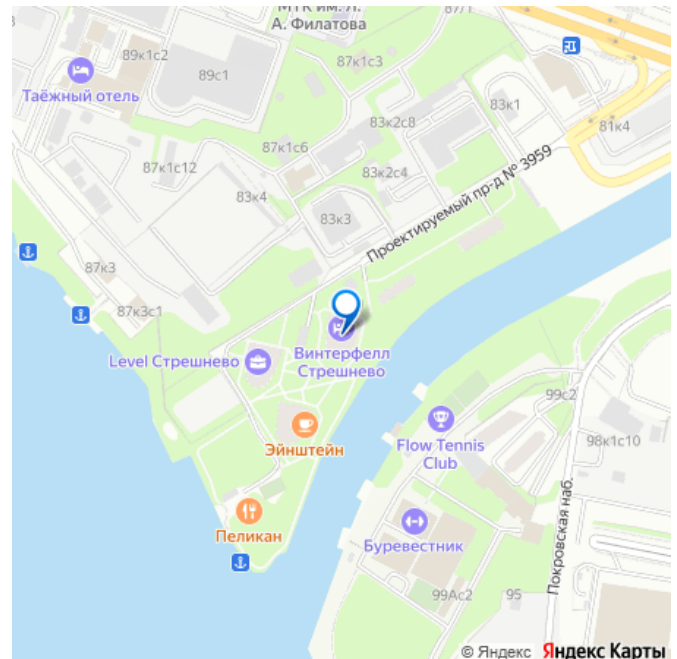 МТК им. Л.
А. Филатова
87/1
89к1с2
89с1
87к1с3
Таёжный отель
83к2с8
83к1
81к4
87к1с6
87к1с12
83к2с4
Проектируемый пр-д № 3959
83к4
83к3
87к3
87к3с1
Винтерфелл
Стрешнево
Level Стрешнево
99с2
Эйнштейн
Flow Tennis
Club
98к1с10
Пеликан
Буревестник
Покровская наб.
99Ас2
95
© Яндекс Яндекс Карты